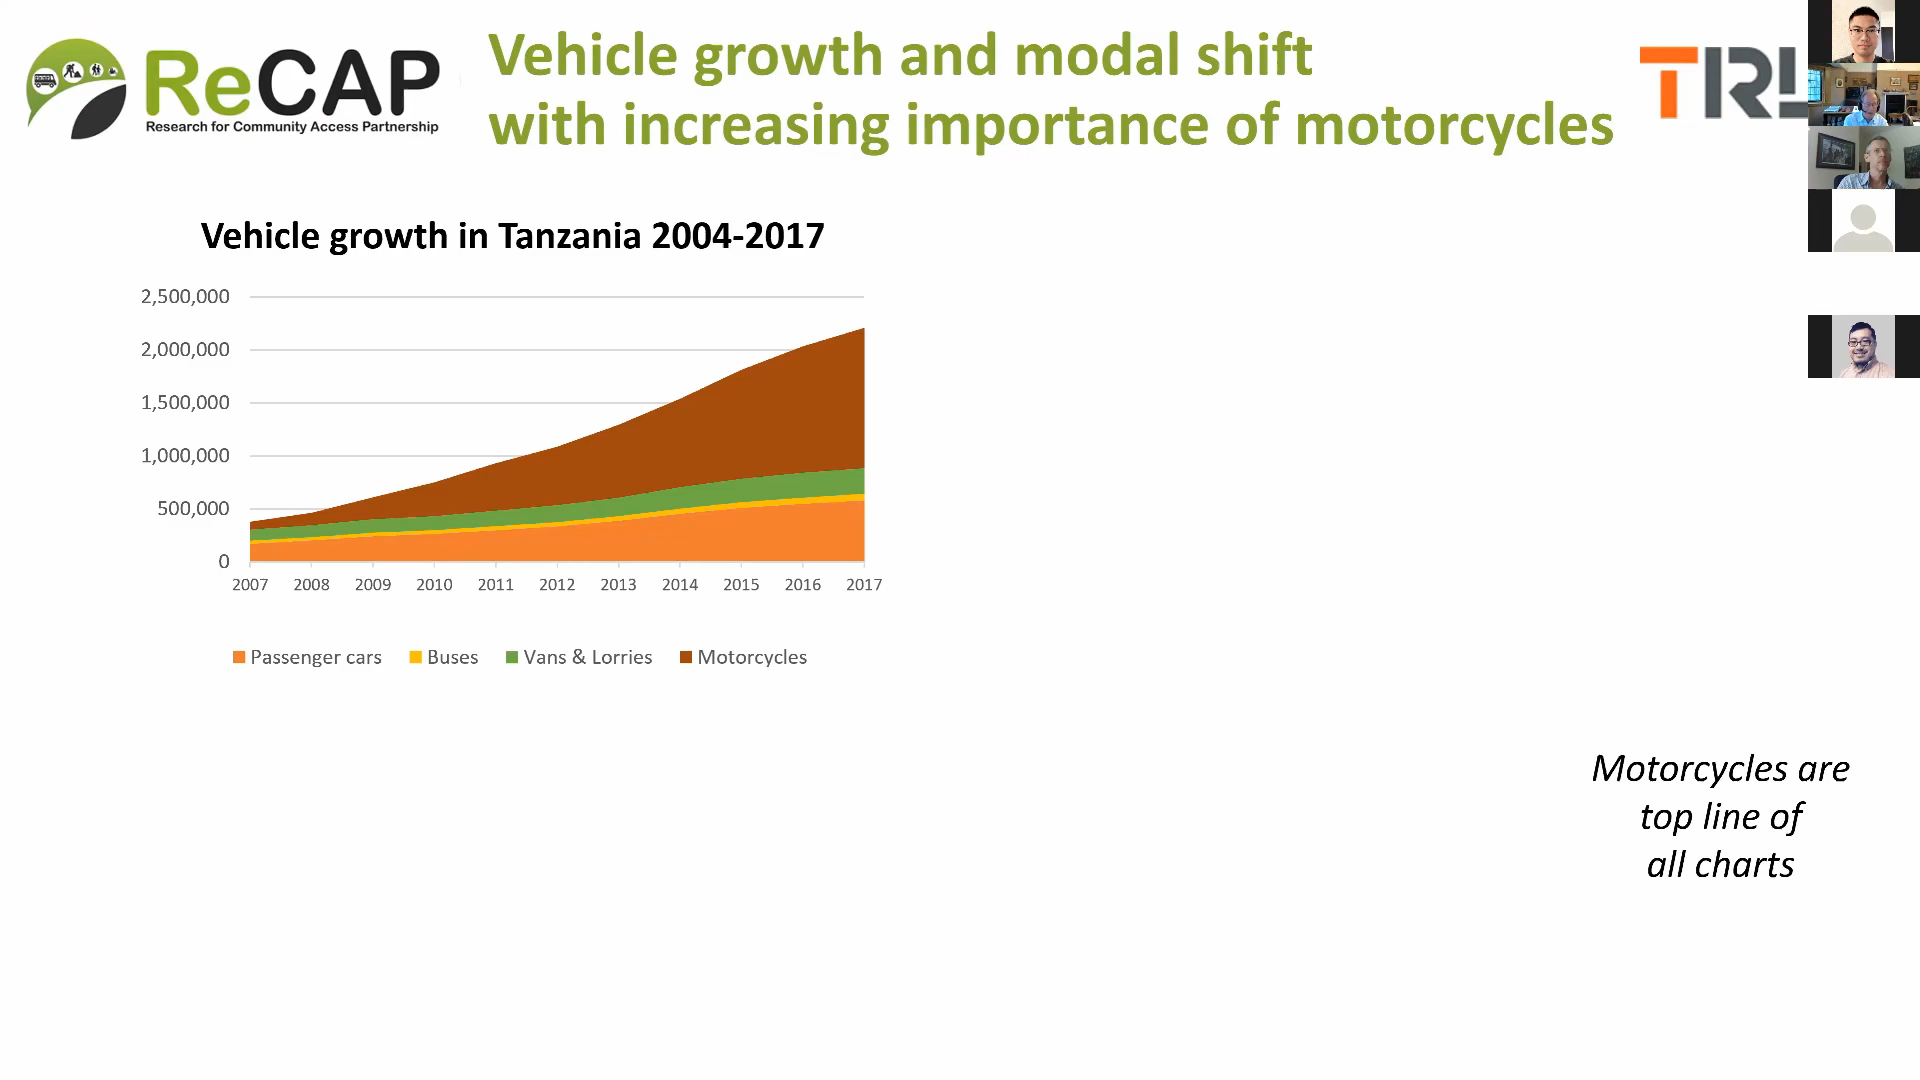 ReCAP
Research for Community Access Partnership
Vehicle growth and modal shift
with increasing importance of motorcycles
TRL
Vehicle growth in Tanzania 2004-2017
2,500,000
2,000,000
1,500,000
1,000,000
500,000
0
2007 2008 2009 2010 2011 2012 2013 2014 2015 2016 2017
Passenger cars Buses Vans & Lorries Motorcycles
Motorcycles are
top line of
all charts